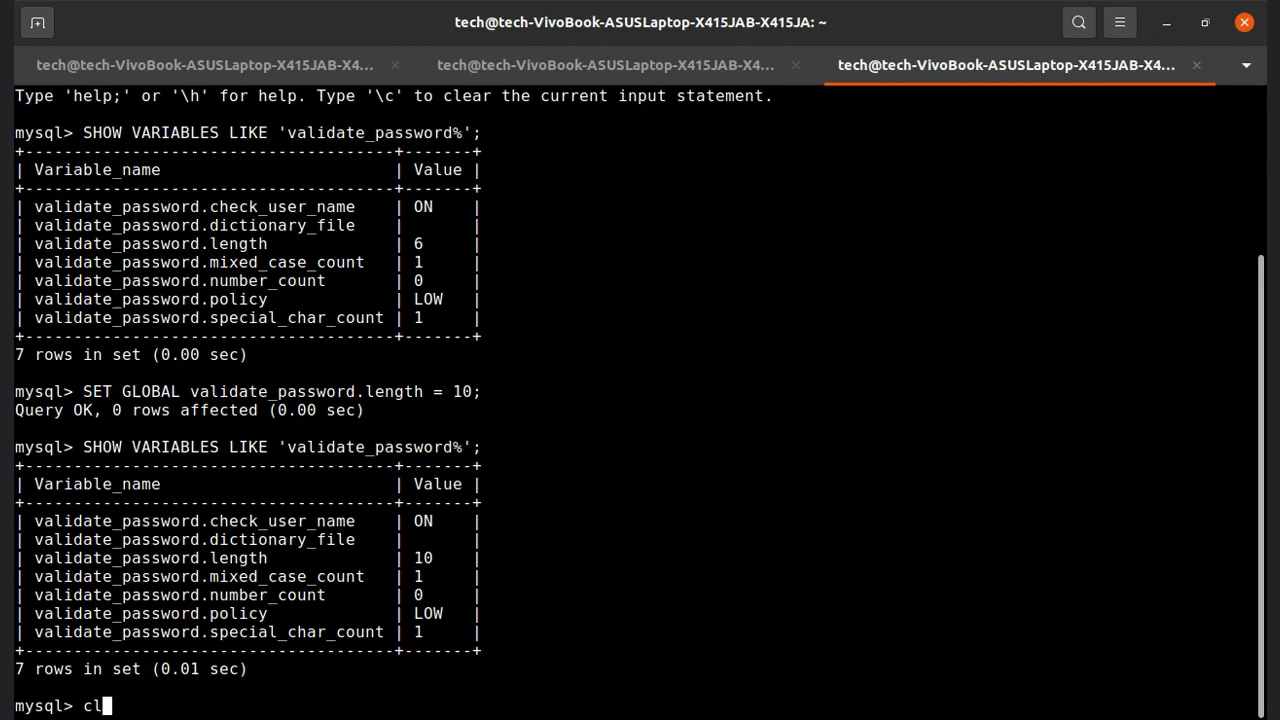 tech@tech-VivoBook-ASUSLaptop-X415JAB-X415JA: ~
tech@tech-VivoBook-ASUSLaptop-X415JAB-X4... tech@tech-VivoBook-ASUSLaptop-X415JAB-X4... tech@tech-VivoBook-ASUSLaptop-X415JAB-X4...
Type 'help;' or '\h' for help. Type '\c' to clear the current input statement.
mysql> SHOW VARIABLES LIKE 'validate_password%';
+--------------------------------------+-------+
| Variable_name                        | Value |
+--------------------------------------+-------+
| validate_password.check_user_name    | ON    |
| validate_password.dictionary_file    |       |
| validate_password.length             | 6     |
| validate_password.mixed_case_count   | 1     |
| validate_password.number_count       | 0     |
| validate_password.policy             | LOW   |
| validate_password.special_char_count | 1     |
+--------------------------------------+-------+
7 rows in set (0.00 sec)
mysql> SET GLOBAL validate_password.length = 10;
Query OK, 0 rows affected (0.00 sec)
mysql> SHOW VARIABLES LIKE 'validate_password%';
+--------------------------------------+-------+
| Variable_name                        | Value |
+--------------------------------------+-------+
| validate_password.check_user_name    | ON    |
| validate_password.dictionary_file    |       |
| validate_password.length             | 10    |
| validate_password.mixed_case_count   | 1     |
| validate_password.number_count       | 0     |
| validate_password.policy             | LOW   |
| validate_password.special_char_count | 1     |
+--------------------------------------+-------+
7 rows in set (0.01 sec)
mysql> cl